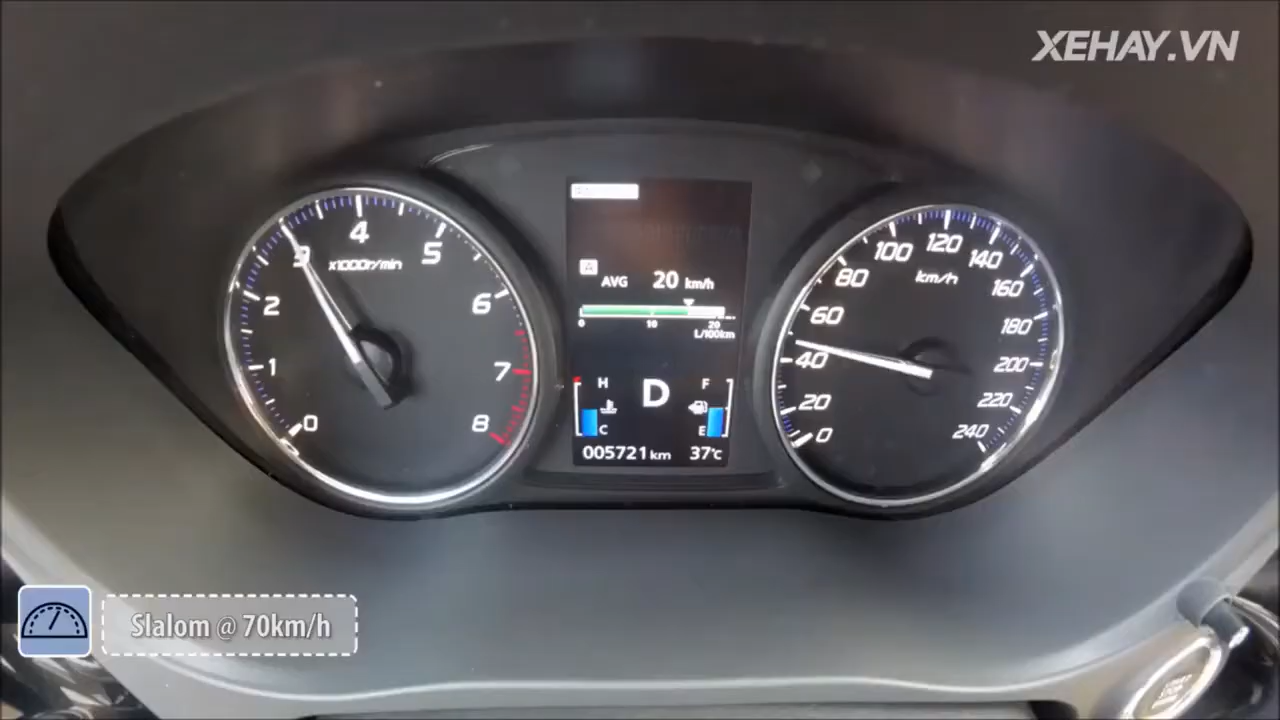 XEHAY.VN
4
3
5
x1000r/min
2
6
1
7
0
8
AVG 20 km/h
0 10 20
L/100km
H D F
C E
005721 km 37°C
100 120 140
80 km/h 160
60 180
40 200
20 220
0 240
Slalom @ 70km/h
START
STOP